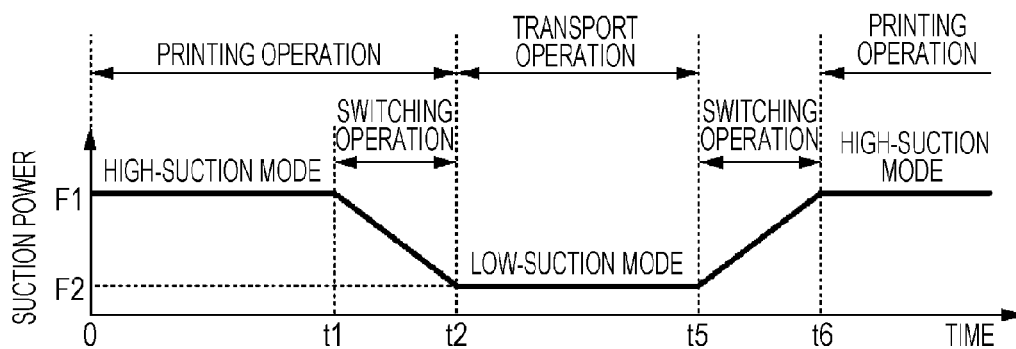 PRINTING OPERATION
TRANSPORT
OPERATION
PRINTING
OPERATION
SWITCHING
OPERATION
SWITCHING
OPERATION
HIGH-SUCTION MODE
HIGH-SUCTION
MODE
LOW-SUCTION MODE
SUCTION POWER
F1
F2
0
t1
t2
t5
t6
TIME